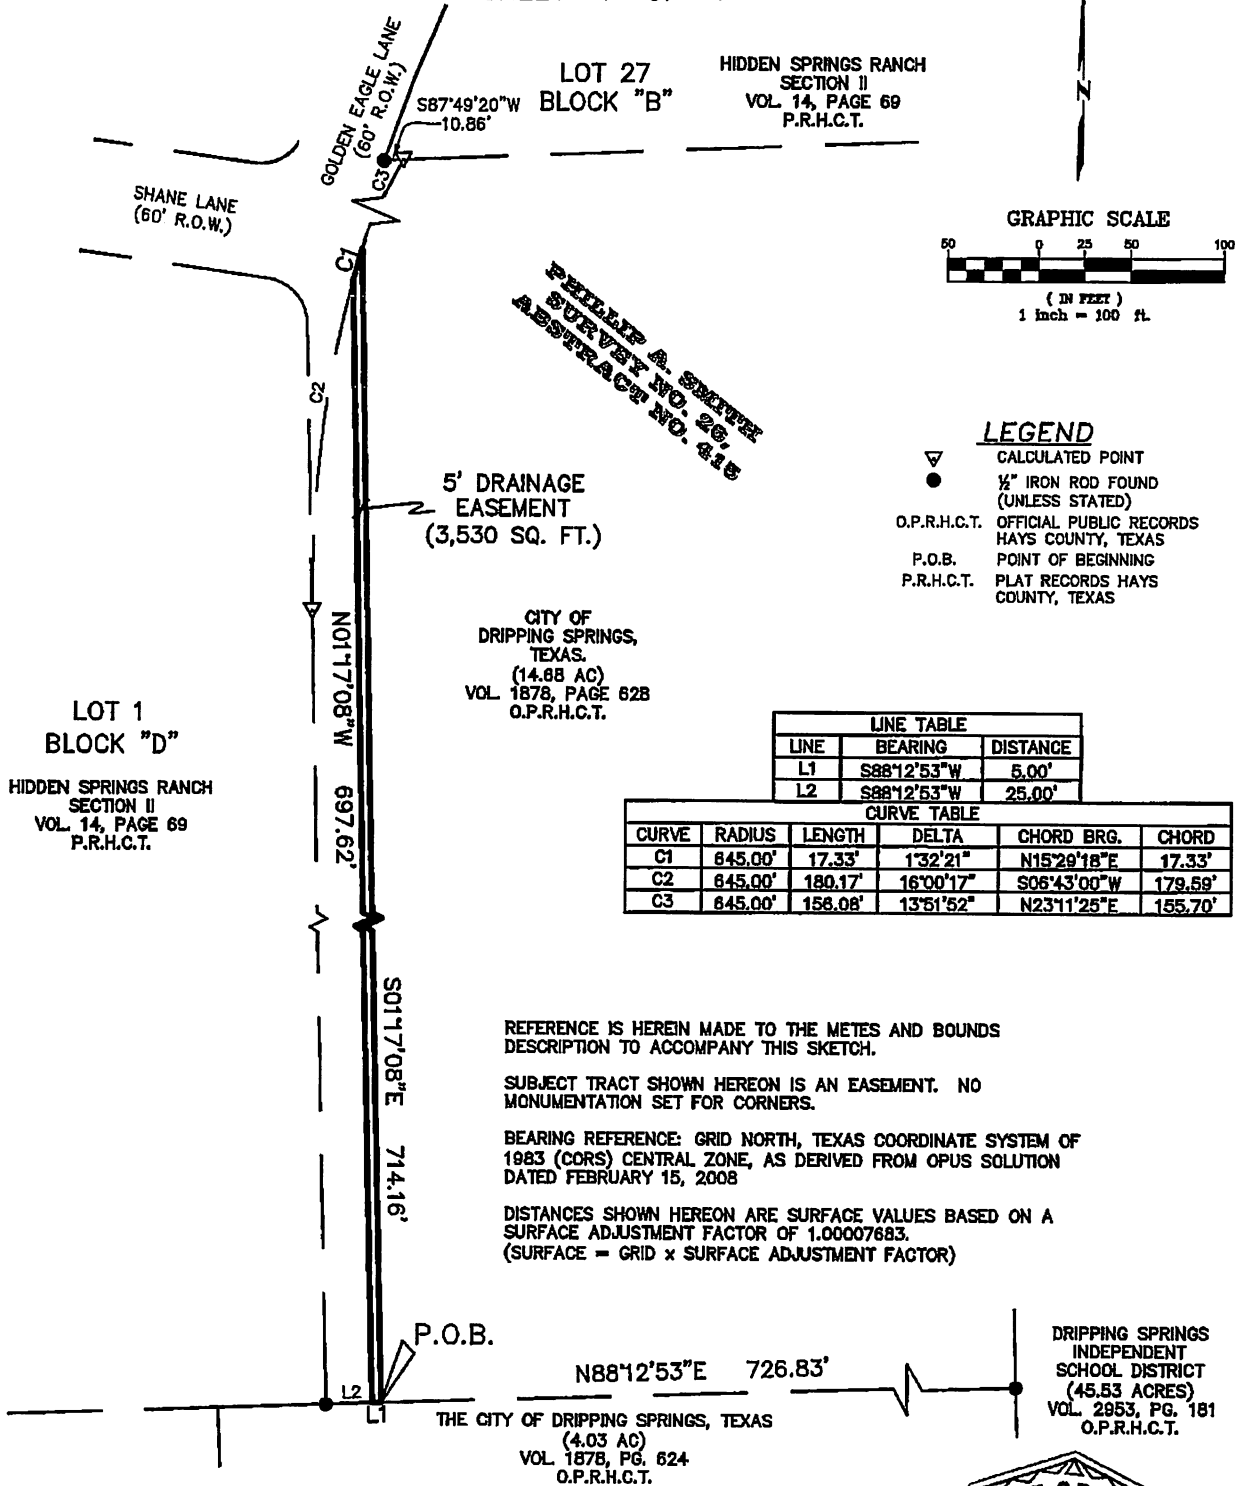 LOT 27
BLOCK "B"
HIDDEN SPRINGS RANCH
SECTION II
VOL. 14, PAGE 69
P.R.H.C.T.
GOLDEN EAGLE LANE
(60' R.O.W.)
S87°49'20"W
10.86'
C3
SHANE LANE
(60' R.O.W.)
C1
N
GRAPHIC SCALE
50 0 25 50 100
( IN FEET )
1 inch = 100 ft.
PHILLIP A. SMITH
SURVEY NO. 26,
ABSTRACT NO. 415
C2
LEGEND
CALCULATED POINT
½" IRON ROD FOUND
(UNLESS STATED)
O.P.R.H.C.T. OFFICIAL PUBLIC RECORDS
HAYS COUNTY, TEXAS
P.O.B. POINT OF BEGINNING
P.R.H.C.T. PLAT RECORDS HAYS
COUNTY, TEXAS
5' DRAINAGE
EASEMENT
(3,530 SQ. FT.)
N01°17'08"W 697.62'
CITY OF
DRIPPING SPRINGS,
TEXAS.
(14.68 AC)
VOL. 1878, PAGE 628
O.P.R.H.C.T.
LOT 1
BLOCK "D"
HIDDEN SPRINGS RANCH
SECTION II
VOL. 14, PAGE 69
P.R.H.C.T.
LINE TABLE
LINE BEARING DISTANCE
L1 S88°12'53"W 5.00'
L2 S88°12'53"W 25.00'
CURVE TABLE
CURVE RADIUS LENGTH DELTA CHORD BRG. CHORD
C1 645.00' 17.33' 1°32'21" N15°29'18"E 17.33'
C2 645.00' 180.17' 16°00'17" S06°43'00"W 179.59'
C3 645.00' 156.08' 13°51'52" N23°11'25"E 155.70'
S01°17'08"E 714.16'
REFERENCE IS HEREIN MADE TO THE METES AND BOUNDS
DESCRIPTION TO ACCOMPANY THIS SKETCH.
SUBJECT TRACT SHOWN HEREON IS AN EASEMENT. NO
MONUMENTATION SET FOR CORNERS.
BEARING REFERENCE: GRID NORTH, TEXAS COORDINATE SYSTEM OF
1983 (CORS) CENTRAL ZONE, AS DERIVED FROM OPUS SOLUTION
DATED FEBRUARY 15, 2008
DISTANCES SHOWN HEREON ARE SURFACE VALUES BASED ON A
SURFACE ADJUSTMENT FACTOR OF 1.00007683.
(SURFACE = GRID x SURFACE ADJUSTMENT FACTOR)
P.O.B.
N88°12'53"E 726.83'
L2
L1
DRIPPING SPRINGS
INDEPENDENT
SCHOOL DISTRICT
(45.53 ACRES)
VOL. 2953, PG. 181
O.P.R.H.C.T.
THE CITY OF DRIPPING SPRINGS, TEXAS
(4.03 AC)
VOL. 1878, PG. 624
O.P.R.H.C.T.